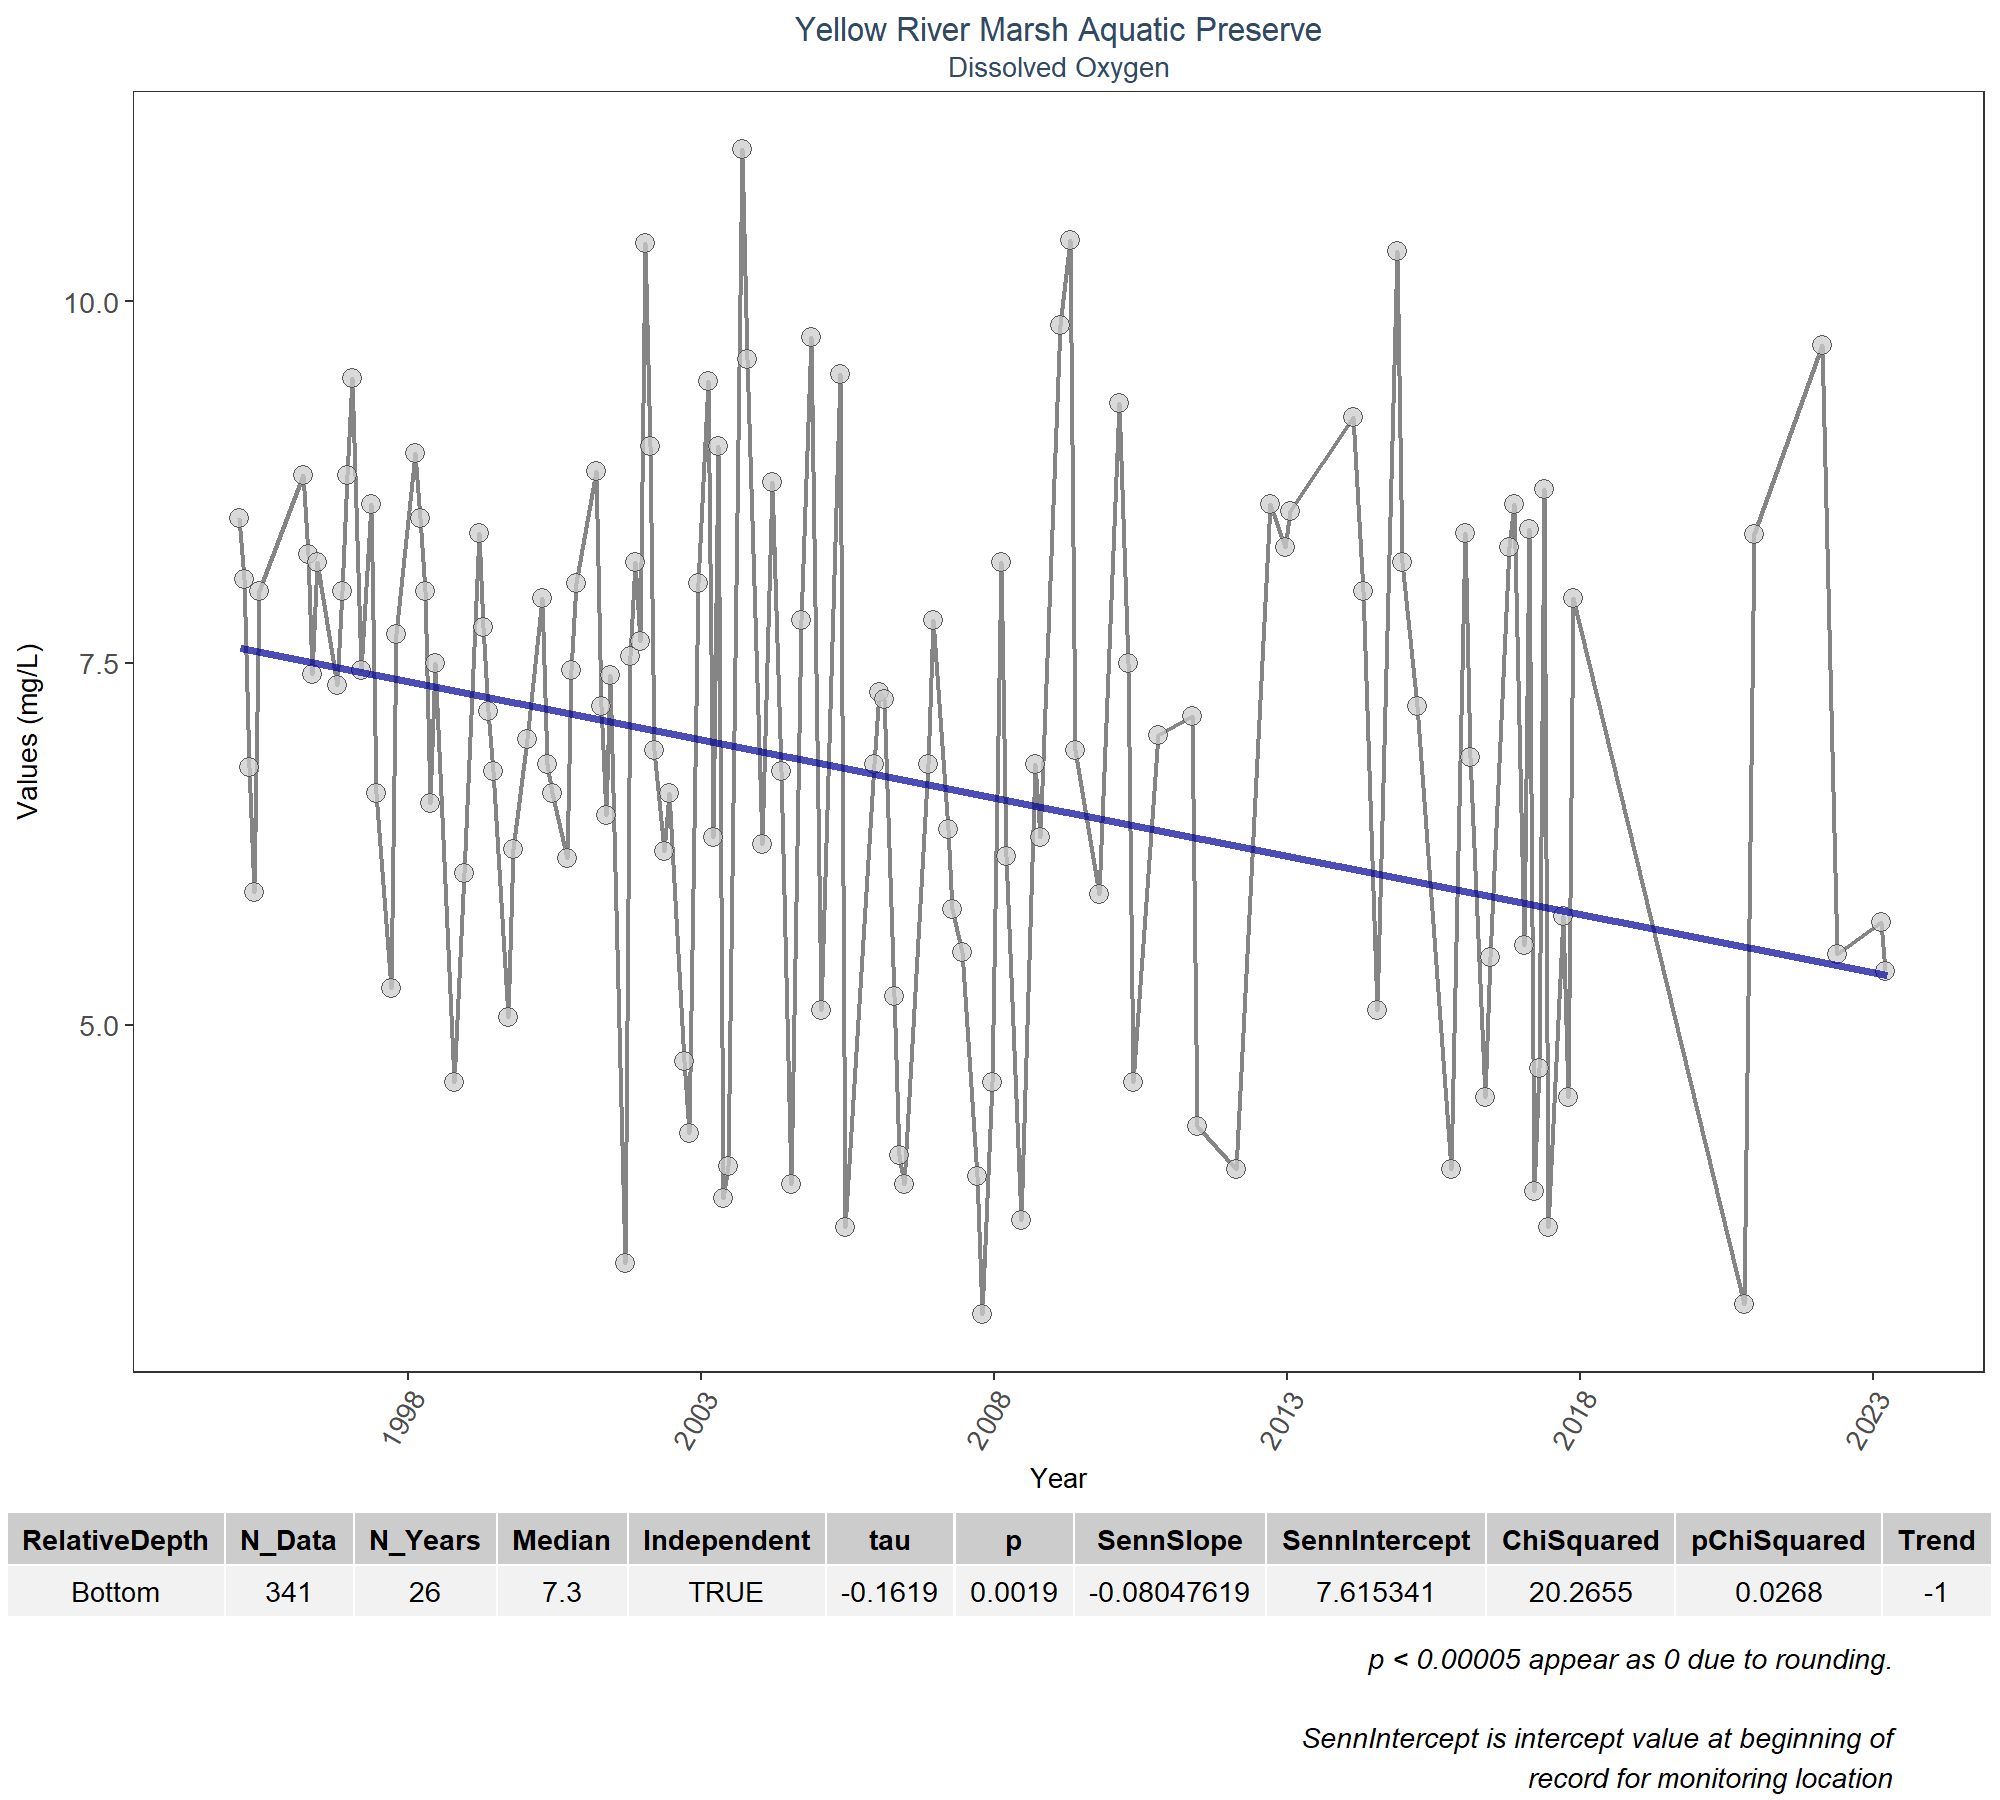 Yellow River Marsh Aquatic Preserve
Dissolved Oxygen
Values (mg/L)
10.0
7.5
5.0
1998 2003 2008 2013 2018 2023
Year
RelativeDepth N_Data N_Years Median Independent tau p SennSlope SennIntercept ChiSquared pChiSquared Trend
Bottom 341 26 7.3 TRUE -0.1619 0.0019 -0.08047619 7.615341 20.2655 0.0268 -1
p < 0.00005 appear as 0 due to rounding.
SennIntercept is intercept value at beginning of
record for monitoring location